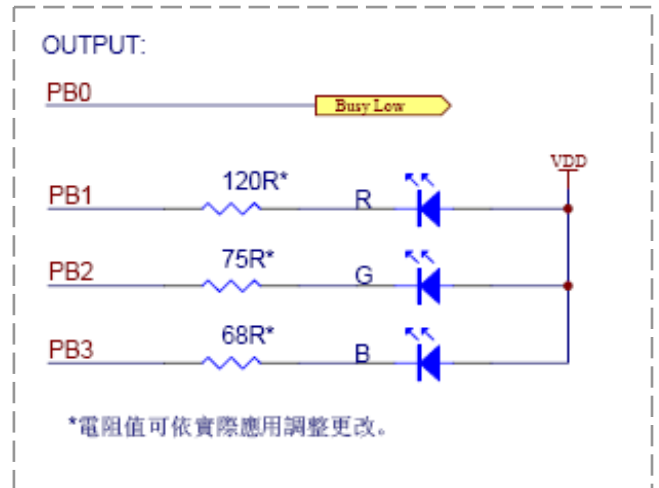 OUTPUT:
PB0
Busy Low
VDD
PB1
120R*
R
PB2
75R*
G
PB3
68R*
B
*電阻值可依實際應用調整更改。